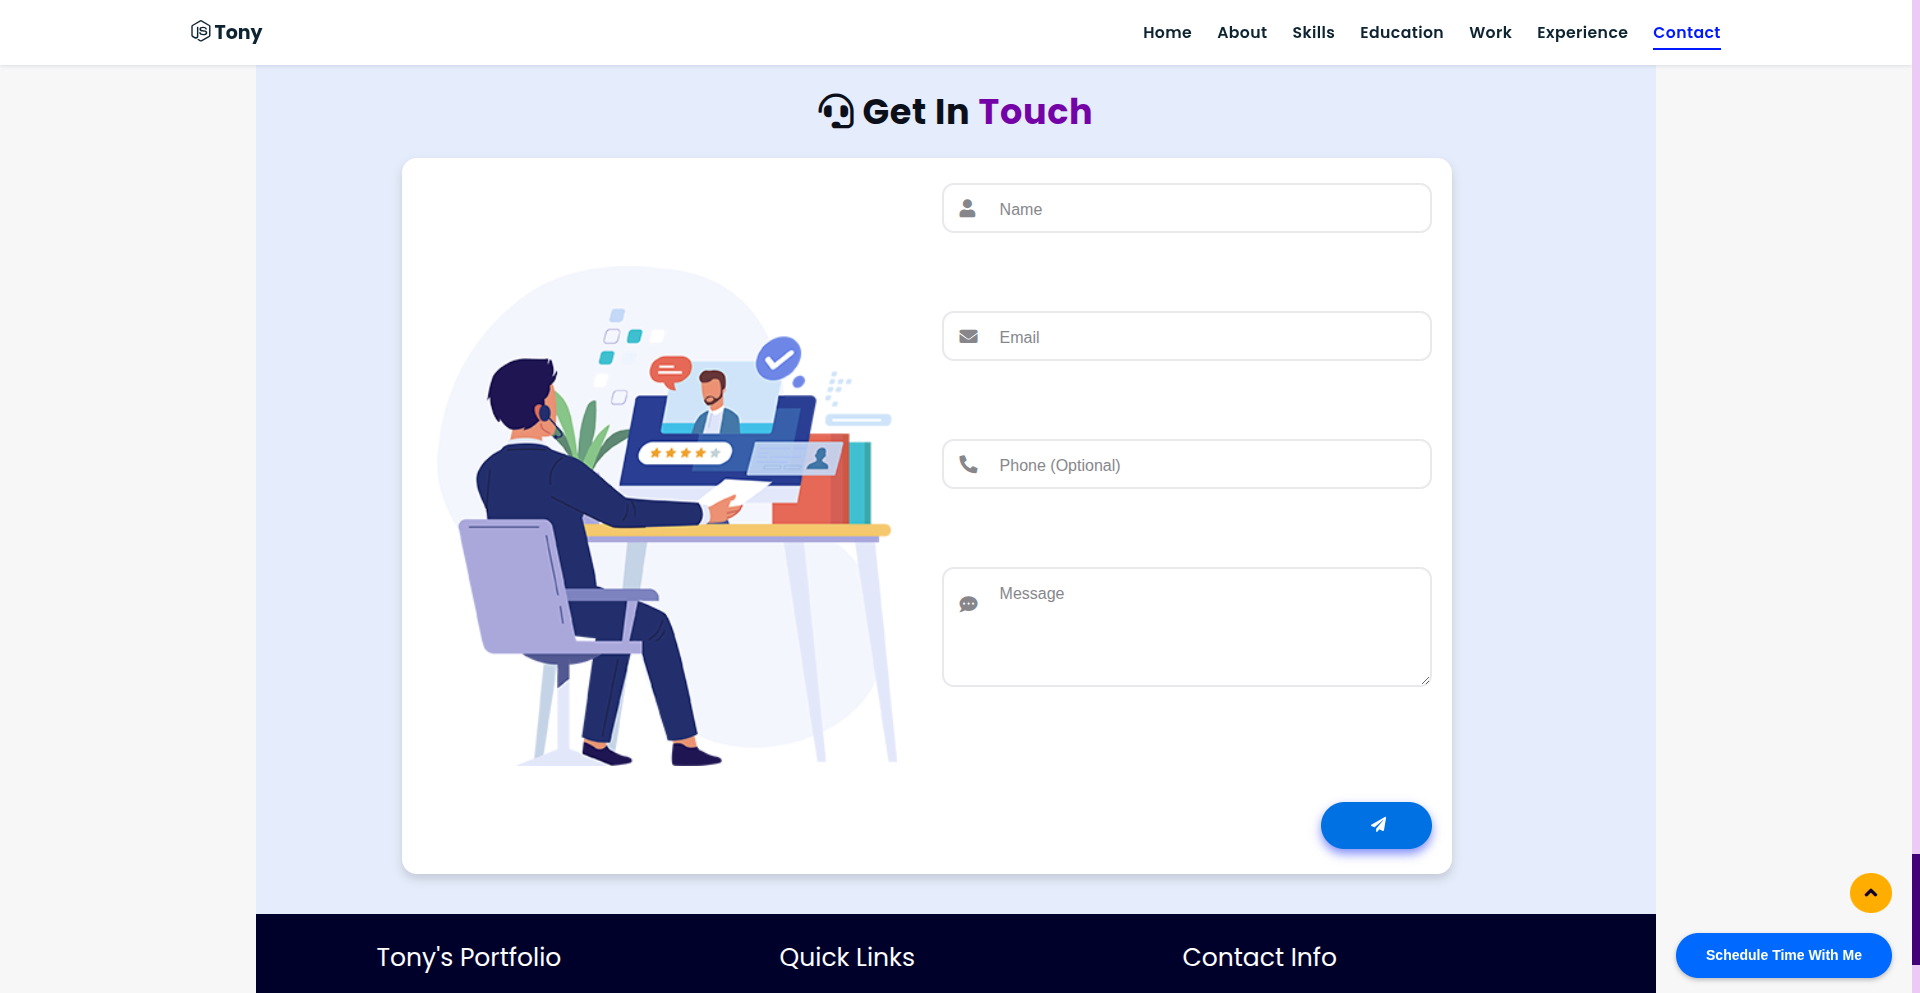 Tony
Home About Skills Education Work Experience Contact
Get In Touch
Name
Email
Phone (Optional)
Message
Tony's Portfolio Quick Links Contact Info
Schedule Time With Me